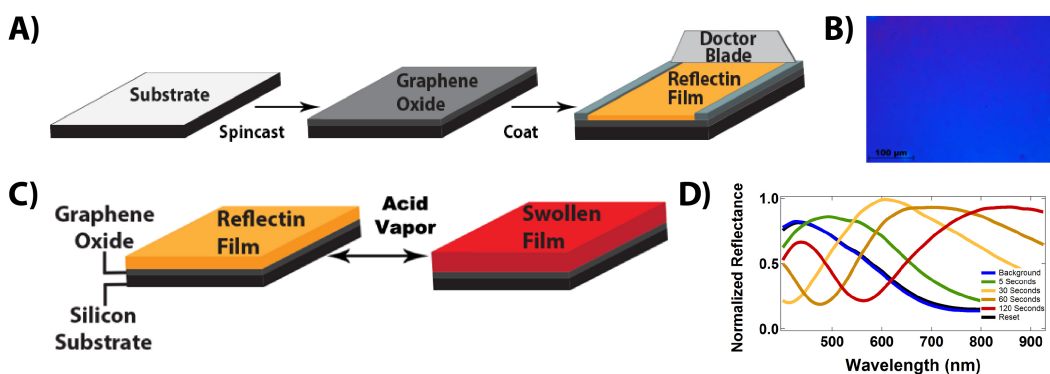 A)
Substrate
Spincast
Graphene
Oxide
Coat
Doctor
Blade
Reflectin
Film
B)
100 μm
C)
Graphene
Oxide
Silicon
Substrate
Reflectin
Film
Acid
Vapor
Swollen
Film
D)
Normalized Reflectance
1.0
0.5
0.0
Background
5 Seconds
30 Seconds
60 Seconds
120 Seconds
Reset
500 600 700 800 900
Wavelength (nm)